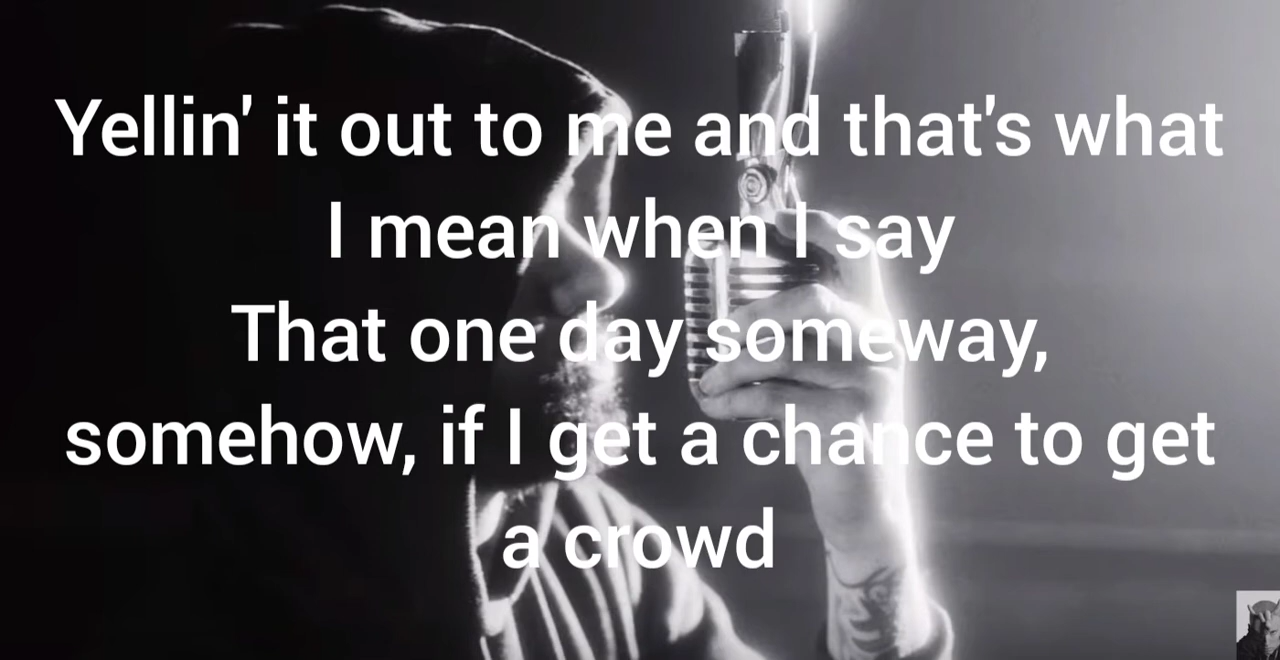 Yellin' it out to me and that's what
I mean when I say
That one day someway,
somehow, if I get a chance to get
a crowd